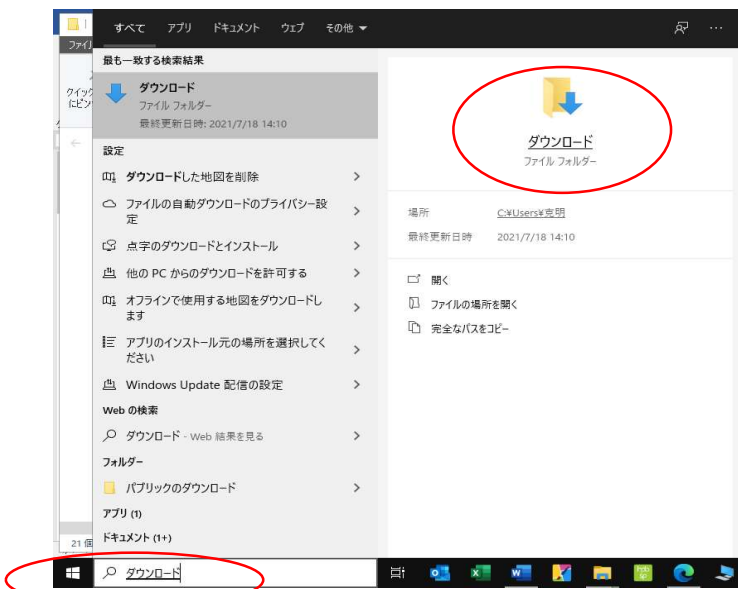 すべて アプリ ドキュメント ウェブ その他
ファイ
最も一致する検索結果
ダウンロード
ファイル フォルダー
最終更新日時: 2021/7/18 14:10
クイック
にピン
設定
ダウンロードした地図を削除
ファイルの自動ダウンロードのプライバシー設
定
点字のダウンロードとインストール
他の PC からのダウンロードを許可する
オフラインで使用する地図をダウンロードし
ます
アプリのインストール元の場所を選択してく
ださい
Windows Update 配信の設定
Web の検索
ダウンロード - Web 結果を見る
フォルダー
パブリックのダウンロード
アプリ (1)
ドキュメント (1+)
21 個
ダウンロード
ダウンロード
ファイル フォルダー
場所 C:¥Users¥克明
最終更新日時 2021/7/18 14:10
開く
ファイルの場所を開く
完全なパスをコピー